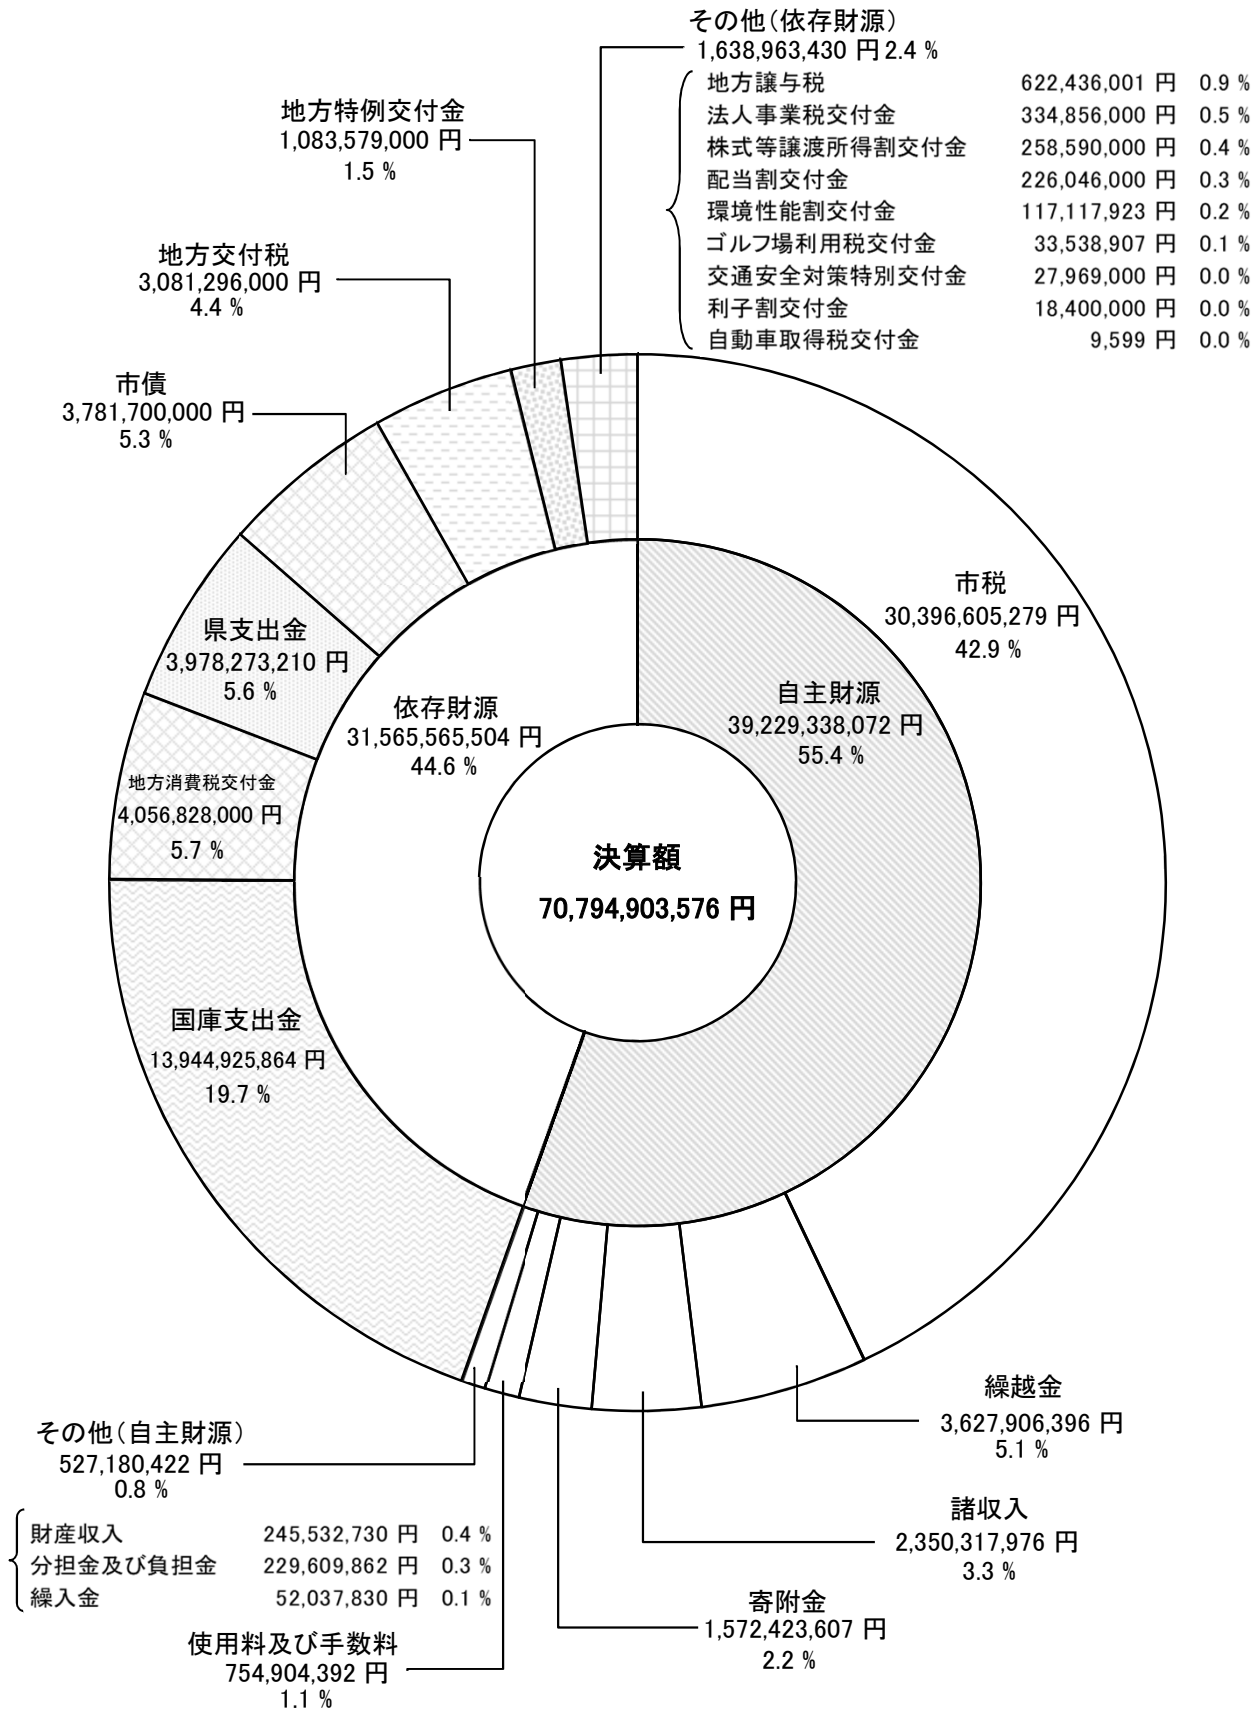 その他（依存財源）
1,638,963,430 円 2.4 %
地方譲与税 622,436,001 円 0.9 %
法人事業税交付金 334,856,000 円 0.5 %
株式等譲渡所得割交付金 258,590,000 円 0.4 %
配当割交付金 226,046,000 円 0.3 %
環境性能割交付金 117,117,923 円 0.2 %
ゴルフ場利用税交付金 33,538,907 円 0.1 %
交通安全対策特別交付金 27,969,000 円 0.0 %
利子割交付金 18,400,000 円 0.0 %
自動車取得税交付金 9,599 円 0.0 %
地方特例交付金
1,083,579,000 円
1.5 %
地方交付税
3,081,296,000 円
4.4 %
市債
3,781,700,000 円
5.3 %
県支出金
3,978,273,210 円
5.6 %
地方消費税交付金
4,056,828,000 円
5.7 %
国庫支出金
13,944,925,864 円
19.7 %
依存財源
31,565,565,504 円
44.6 %
自主財源
39,229,338,072 円
55.4 %
市税
30,396,605,279 円
42.9 %
決算額
70,794,903,576 円
繰越金
3,627,906,396 円
5.1 %
諸収入
2,350,317,976 円
3.3 %
寄附金
1,572,423,607 円
2.2 %
使用料及び手数料
754,904,392 円
1.1 %
その他（自主財源）
527,180,422 円
0.8 %
財産収入 245,532,730 円 0.4 %
分担金及び負担金 229,609,862 円 0.3 %
繰入金 52,037,830 円 0.1 %